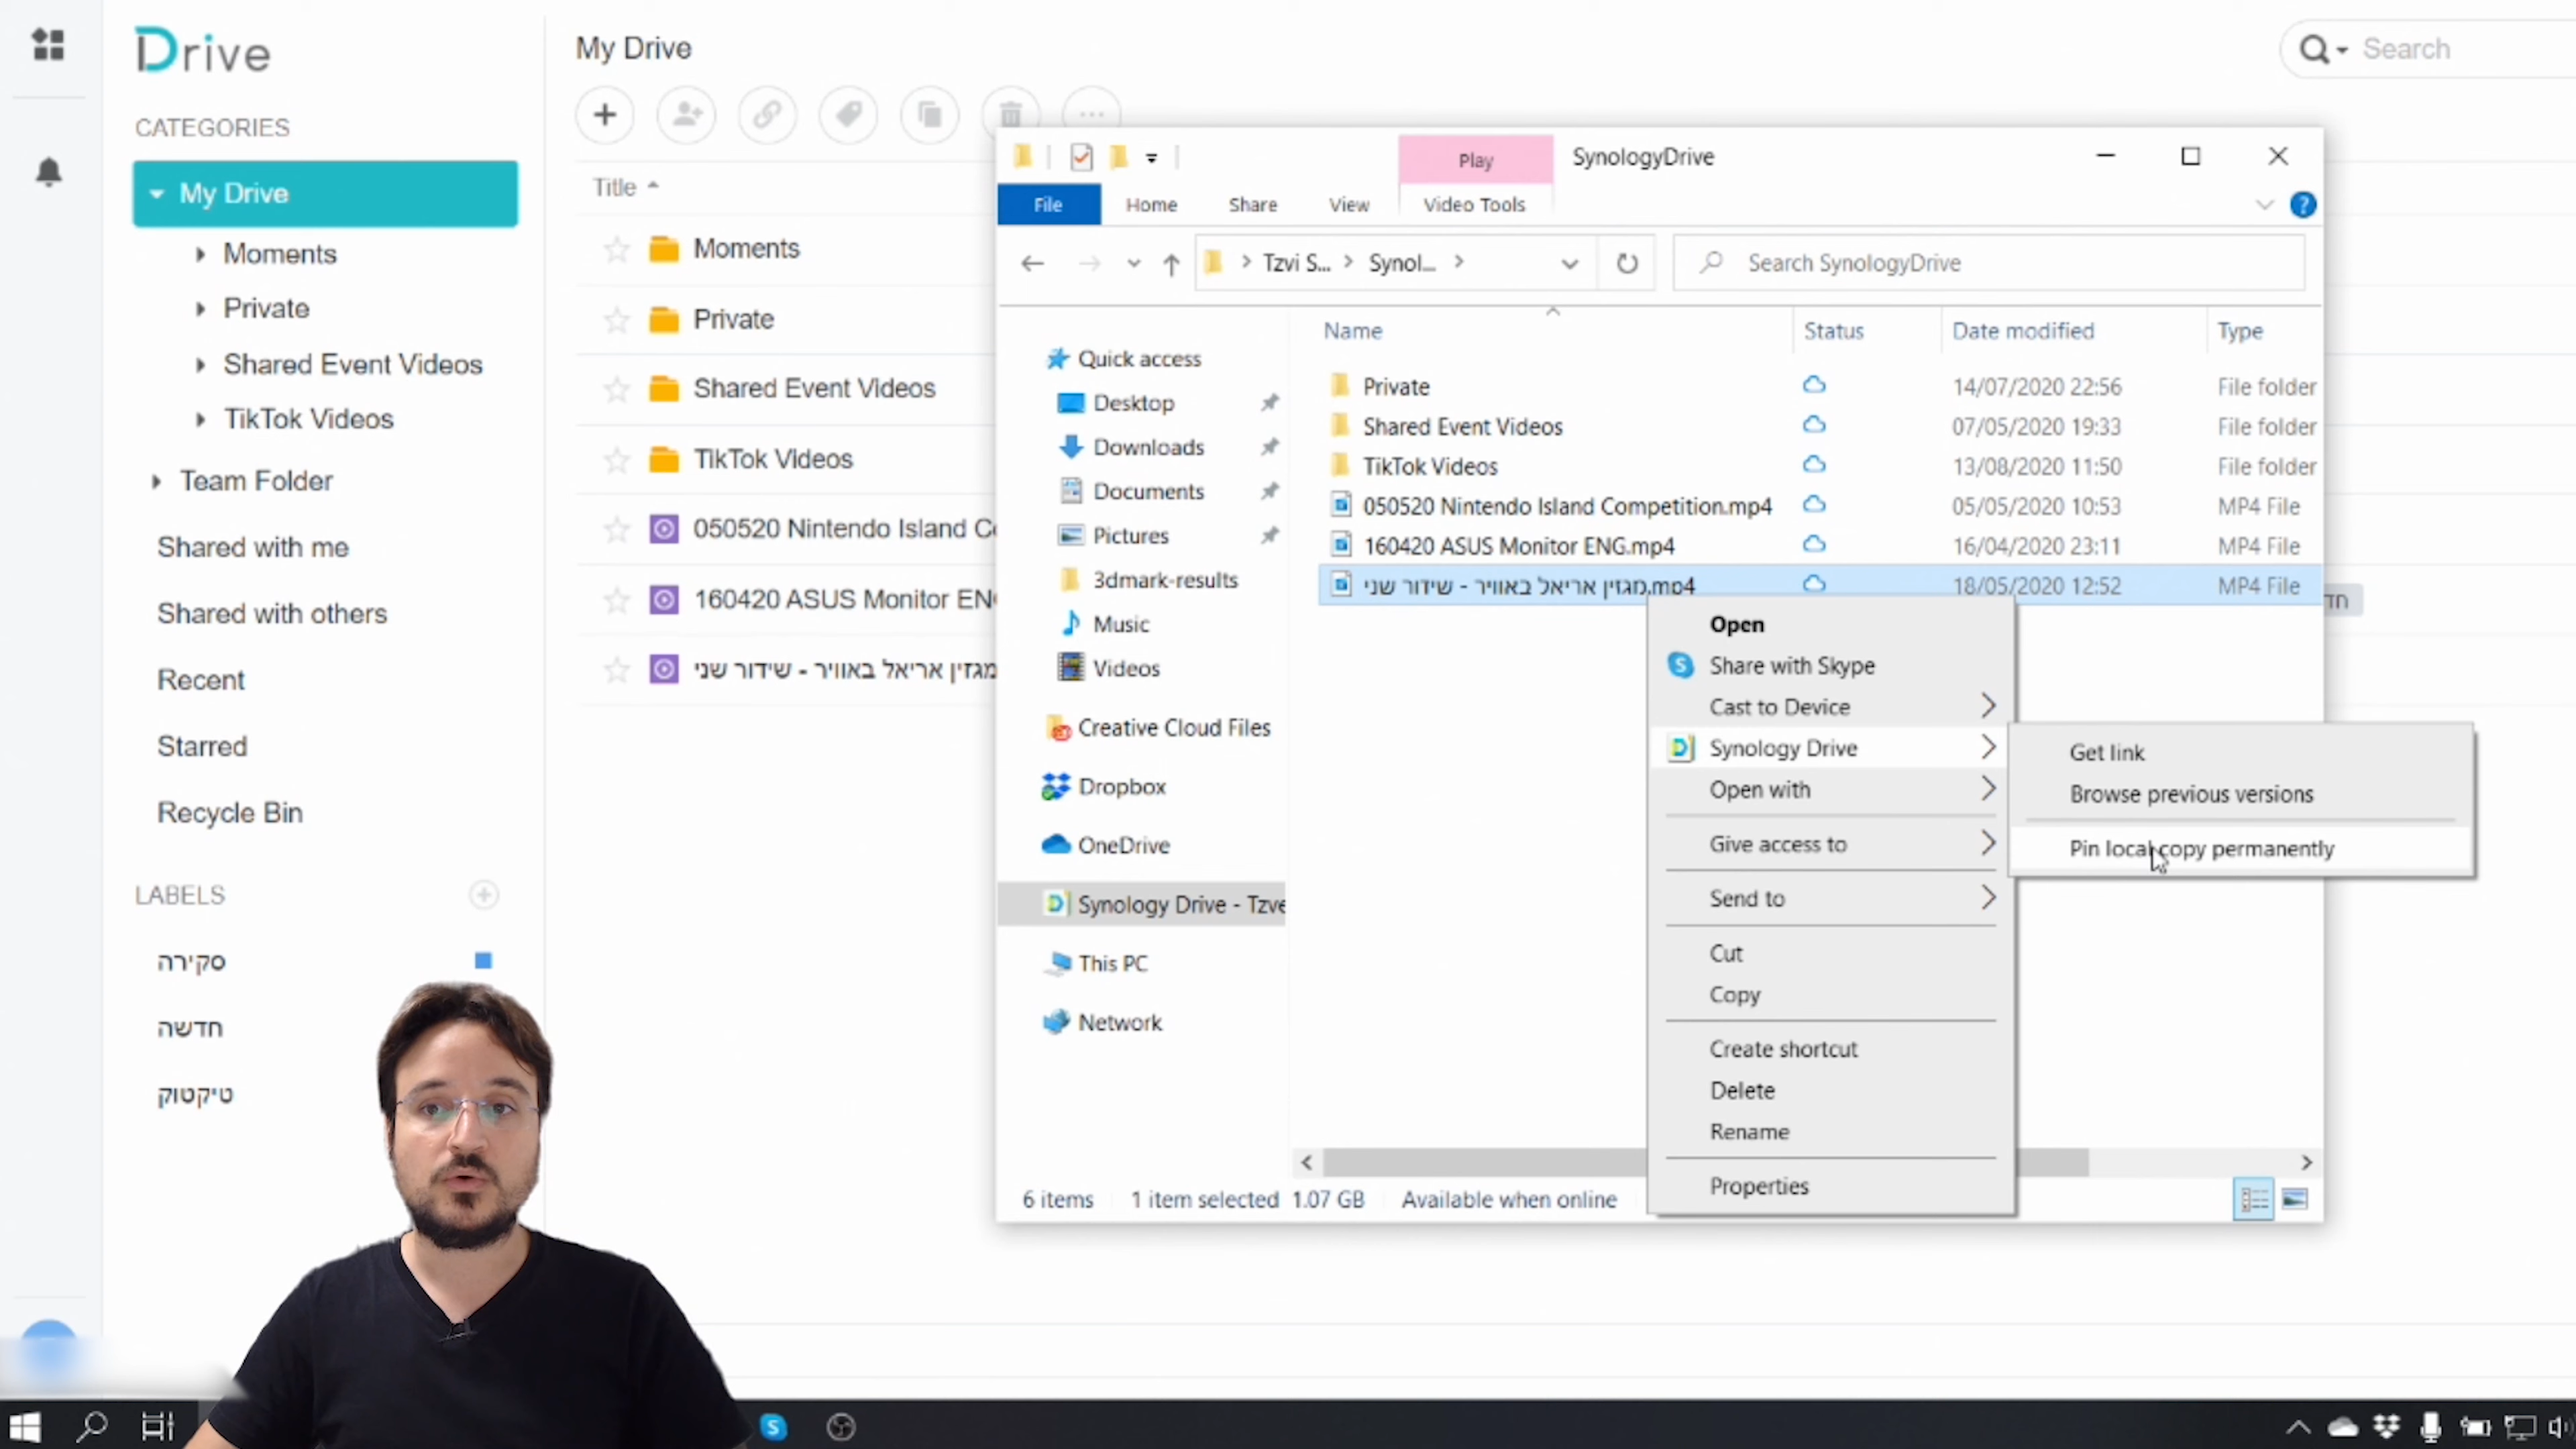 Drive
CATEGORIES
My Drive
Moments
Private
Shared Event Videos
TikTok Videos
Team Folder
Shared with me
Shared with others
Recent
Starred
Recycle Bin
LABELS
סקירה
חדשה
טיקטוק
My Drive
Search
Title
Moments
Private
Shared Event Videos
TikTok Videos
050520 Nintendo Island Co
160420 ASUS Monitor EN
מגזין אריאל באוויר - שידור שני
Play
SynologyDrive
File
Home
Share
View
Video Tools
Tzvi S... Synol...
Search SynologyDrive
Quick access
Desktop
Downloads
Documents
Pictures
3dmark-results
Music
Videos
Creative Cloud Files
Dropbox
OneDrive
Synology Drive - Tzve
This PC
Network
Name Status Date modified Type
Private 14/07/2020 22:56 File folder
Shared Event Videos 07/05/2020 19:33 File folder
TikTok Videos 13/08/2020 11:50 File folder
050520 Nintendo Island Competition.mp4 05/05/2020 10:53 MP4 File
160420 ASUS Monitor ENG.mp4 16/04/2020 23:11 MP4 File
מגזין אריאל באוויר - שידור שני.mp4 18/05/2020 12:52 MP4 File
Open
Share with Skype
Cast to Device
Synology Drive
Open with
Give access to
Send to
Cut
Copy
Create shortcut
Delete
Rename
Properties
Get link
Browse previous versions
Pin local copy permanently
6 items 1 item selected 1.07 GB Available when online